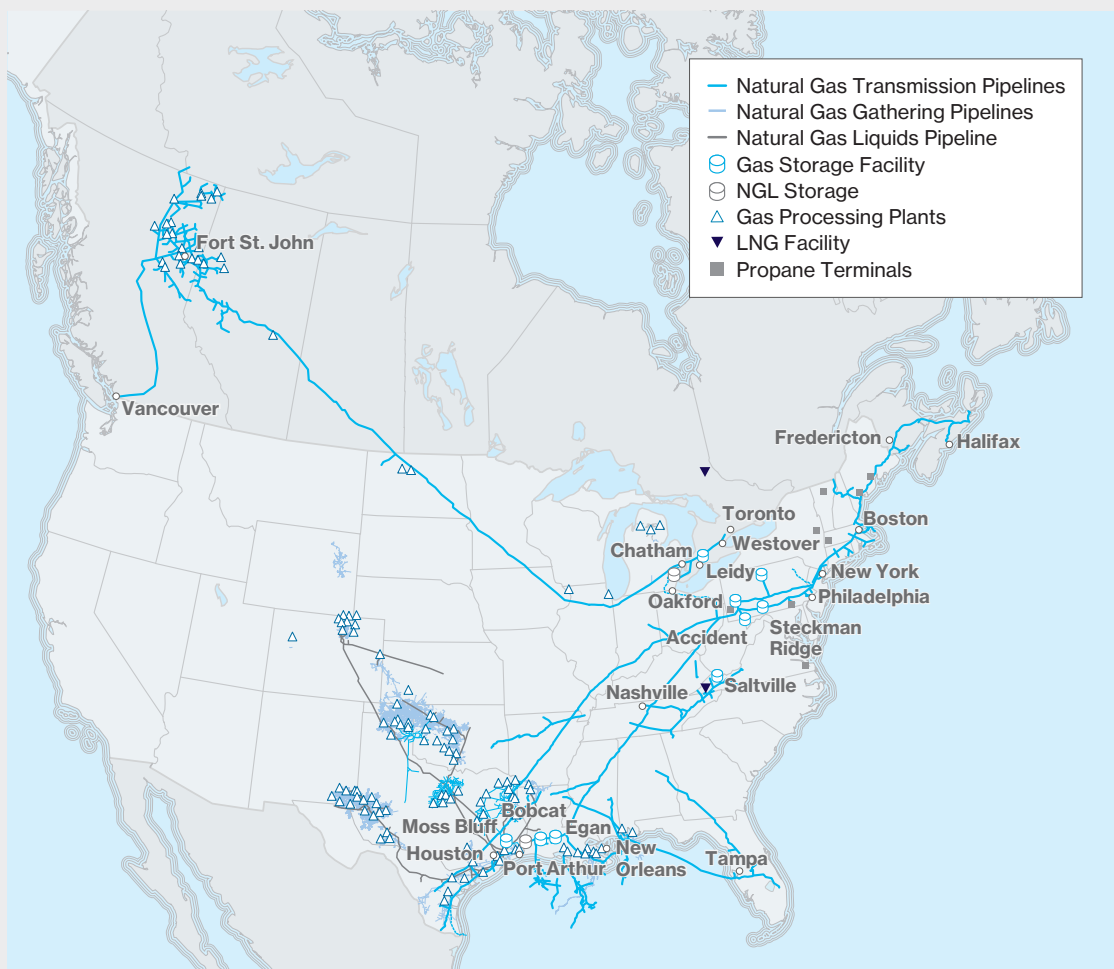 Natural Gas Transmission Pipelines
Natural Gas Gathering Pipelines
Natural Gas Liquids Pipeline
Gas Storage Facility
NGL Storage
Gas Processing Plants
LNG Facility
Propane Terminals
Fort St. John
Vancouver
Fredericton
Halifax
Toronto
Boston
Westover
Chatham
Leidy
New York
Oakford
Philadelphia
Accident
Steckman
Ridge
Nashville
Saltville
Bobcat
Moss Bluff
Egan
Houston
New
Orleans
Port Arthur
Tampa